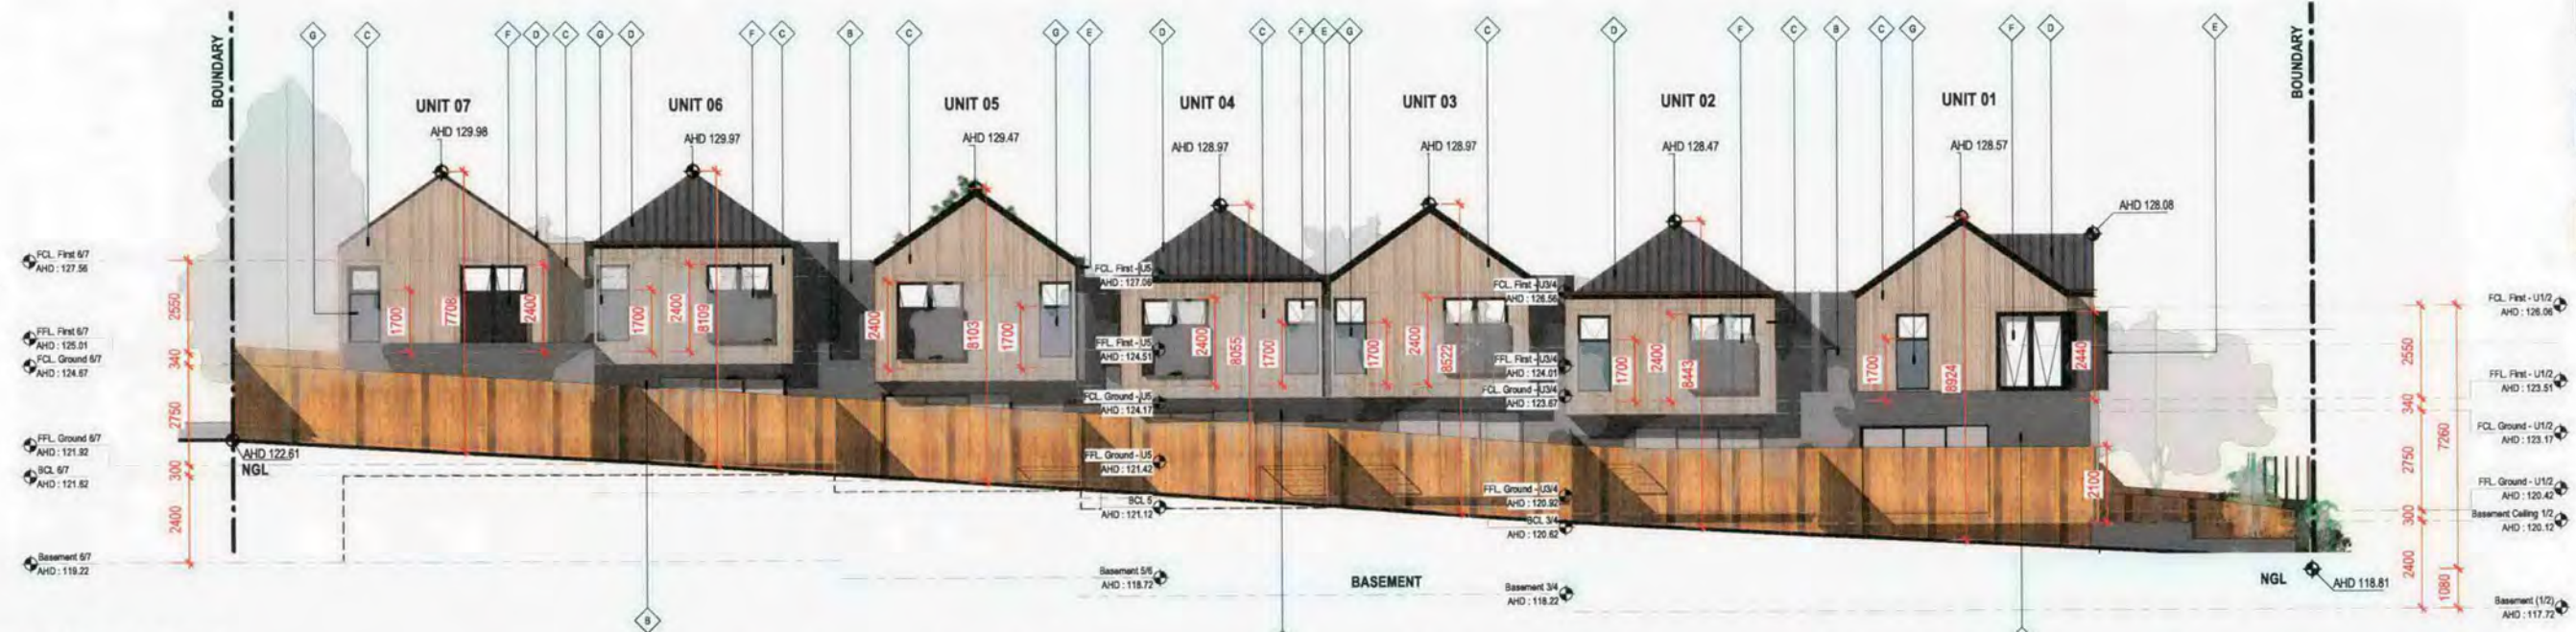 G C F D C G D F C B C G E D C F E G C D F C B C G F D E
BOUNDARY
BOUNDARY
UNIT 07
UNIT 06
UNIT 05
UNIT 04
UNIT 03
UNIT 02
UNIT 01
AHD 129.98
AHD 129.97
AHD 129.47
AHD 128.97
AHD 128.97
AHD 128.47
AHD 128.57
AHD 128.08
FCL. First 6/7
AHD : 127.56
FFL. First 6/7
AHD : 125.01
FCL. Ground 6/7
AHD : 124.67
FFL. Ground 6/7
AHD : 121.92
BCL 6/7
AHD : 121.62
Basement 6/7
AHD : 119.22
2550
340
2750
300
2400
AHD 122.61
NGL
1700
7708
2400
1700
2400
8109
2400
8103
1700
FCL. First - U5
AHD : 127.06
FFL. First - U5
AHD : 124.51
FCL. Ground - U5
AHD : 124.17
FFL. Ground - U5
AHD : 121.42
BCL 5
AHD : 121.12
Basement 5/6
AHD : 118.72
2400
8055
1700
1700
2400
8522
FCL. First - U3/4
AHD : 126.56
FFL. First - U3/4
AHD : 124.01
FCL. Ground - U3/4
AHD : 123.67
FFL. Ground - U3/4
AHD : 120.92
BCL 3/4
AHD : 120.62
Basement 3/4
AHD : 118.22
BASEMENT
1700
2400
8443
1700
8924
2440
2100
2550
340
2750
300
2400
7260
1080
FCL. First - U1/2
AHD : 126.06
FFL. First - U1/2
AHD : 123.51
FCL. Ground - U1/2
AHD : 123.17
FFL. Ground - U1/2
AHD : 120.42
Basement Ceiling 1/2
AHD : 120.12
Basement (1/2)
AHD : 117.72
NGL
AHD 118.81
B